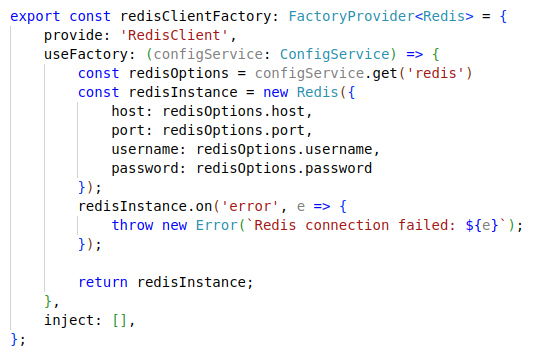 export const redisClientFactory: FactoryProvider<Redis> = {
    provide: 'RedisClient',
    useFactory: (configService: ConfigService) => {
        const redisOptions = configService.get('redis')
        const redisInstance = new Redis({
            host: redisOptions.host,
            port: redisOptions.port,
            username: redisOptions.username,
            password: redisOptions.password
        });
        redisInstance.on('error', e => {
            throw new Error(`Redis connection failed: ${e}`);
        });

        return redisInstance;
    },
    inject: [],
};